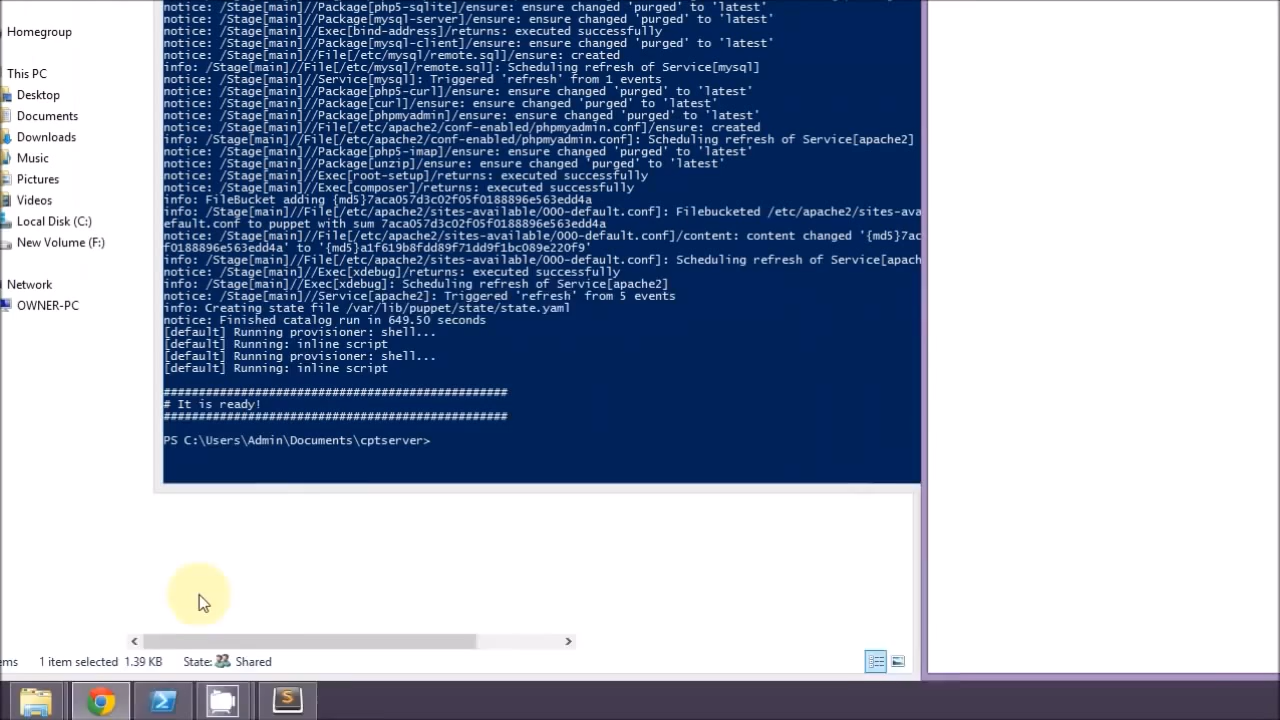 Homegroup
This PC
Desktop
Documents
Downloads
Music
Pictures
Videos
Local Disk (C:)
New Volume (F:)
Network
OWNER-PC
notice: /Stage[main]//Package[php5-sqlite]/ensure: ensure changed 'purged' to 'latest'
notice: /Stage[main]//Package[mysql-server]/ensure: ensure changed 'purged' to 'latest'
notice: /Stage[main]//Exec[bind-address]/returns: executed successfully
notice: /Stage[main]//Package[mysql-client]/ensure: ensure changed 'purged' to 'latest'
notice: /Stage[main]//File[/etc/mysql/remote.sql]/ensure: created
info: /Stage[main]//File[/etc/mysql/remote.sql]: Scheduling refresh of Service[mysql]
notice: /Stage[main]//Service[mysql]: Triggered 'refresh' from 1 events
notice: /Stage[main]//Package[php5-curl]/ensure: ensure changed 'purged' to 'latest'
notice: /Stage[main]//Package[curl]/ensure: ensure changed 'purged' to 'latest'
notice: /Stage[main]//Package[phpmyadmin]/ensure: ensure changed 'purged' to 'latest'
notice: /Stage[main]//File[/etc/apache2/conf-enabled/phpmyadmin.conf]/ensure: created
info: /Stage[main]//File[/etc/apache2/conf-enabled/phpmyadmin.conf]: Scheduling refresh of Service[apache2]
notice: /Stage[main]//Package[php5-imap]/ensure: ensure changed 'purged' to 'latest'
notice: /Stage[main]//Package[unzip]/ensure: ensure changed 'purged' to 'latest'
notice: /Stage[main]//Exec[root-setup]/returns: executed successfully
notice: /Stage[main]//Exec[composer]/returns: executed successfully
info: FileBucket adding {md5}7aca057d3c02f05f0188896e563edd4a
info: /Stage[main]//File[/etc/apache2/sites-available/000-default.conf]: Filebucketed /etc/apache2/sites-ava
efault.conf to puppet with sum 7aca057d3c02f05f0188896e563edd4a
notice: /Stage[main]//File[/etc/apache2/sites-available/000-default.conf]/content: content changed '{md5}7ac
f0188896e563edd4a' to '{md5}a1f619b8fdd89f71dd9f1bc089e220f9'
info: /Stage[main]//File[/etc/apache2/sites-available/000-default.conf]: Scheduling refresh of Service[apach
notice: /Stage[main]//Exec[xdebug]/returns: executed successfully
info: /Stage[main]//Exec[xdebug]: Scheduling refresh of Service[apache2]
notice: /Stage[main]//Service[apache2]: Triggered 'refresh' from 5 events
info: Creating state file /var/lib/puppet/state/state.yaml
notice: Finished catalog run in 649.50 seconds
[default] Running provisioner: shell...
[default] Running: inline script
[default] Running provisioner: shell...
[default] Running: inline script
#################################################
# It is ready!
#################################################
PS C:\Users\Admin\Documents\cptserver>
ems 1 item selected 1.39 KB State: Shared